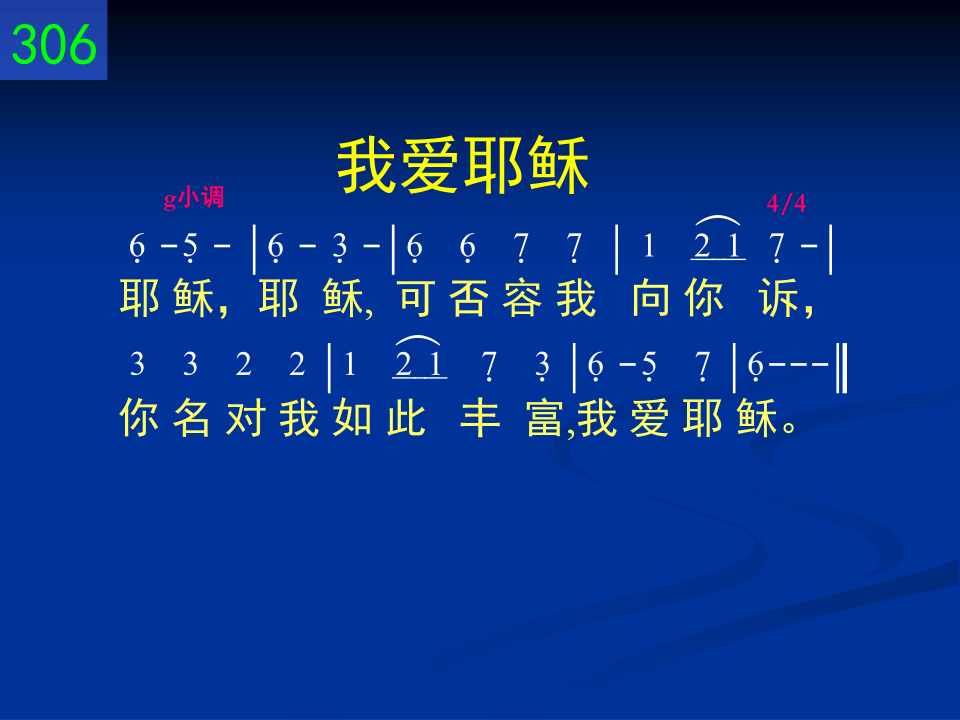 306
我爱耶稣
g小调 4/4
6̣ -5̣ - |6̣ - 3̣ -|6̣ 6̣ 7̣ 7̣ | 1 2 1 7̣ -|
耶 稣，耶 稣, 可 否 容 我 向 你 诉，
3 3 2 2 |1 2 1 7̣ 3̣ |6̣ -5̣ 7̣ |6̣---‖
你 名 对 我 如 此 丰 富,我 爱 耶 稣。